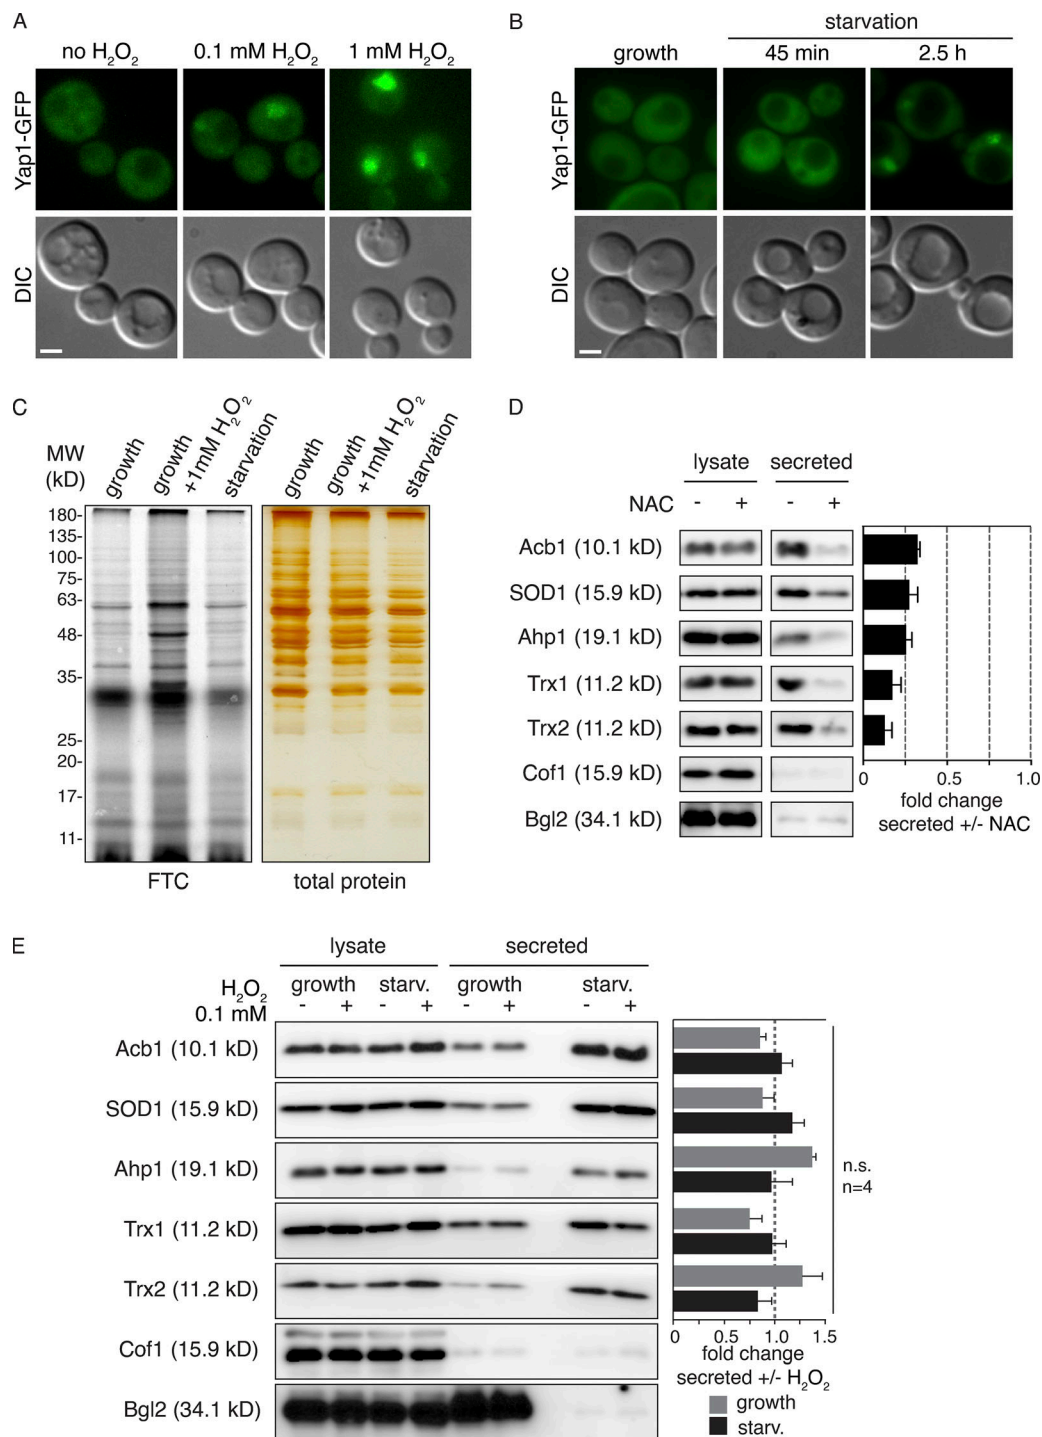 A
no H2O2
0.1 mM H2O2
1 mM H2O2
Yap1-GFP
DIC
B
starvation
growth
45 min
2.5 h
Yap1-GFP
DIC
C
MW
(kD)
growth
growth
+1mM H2O2
starvation
growth
growth
+1mM H2O2
starvation
180-
135-
100-
75-
63-
48-
35-
25-
20-
17-
11-
FTC
total protein
D
lysate
secreted
NAC
- + - +
Acb1 (10.1 kD)
SOD1 (15.9 kD)
Ahp1 (19.1 kD)
Trx1 (11.2 kD)
Trx2 (11.2 kD)
Cof1 (15.9 kD)
Bgl2 (34.1 kD)
0 0.5 1.0
fold change
secreted +/- NAC
E
lysate
secreted
growth starv. growth starv.
H2O2
0.1 mM
- + - + - + - +
Acb1 (10.1 kD)
SOD1 (15.9 kD)
Ahp1 (19.1 kD)
Trx1 (11.2 kD)
Trx2 (11.2 kD)
Cof1 (15.9 kD)
Bgl2 (34.1 kD)
n.s.
n=4
0 0.5 1.0 1.5
fold change
secreted +/- H2O2
growth
starv.